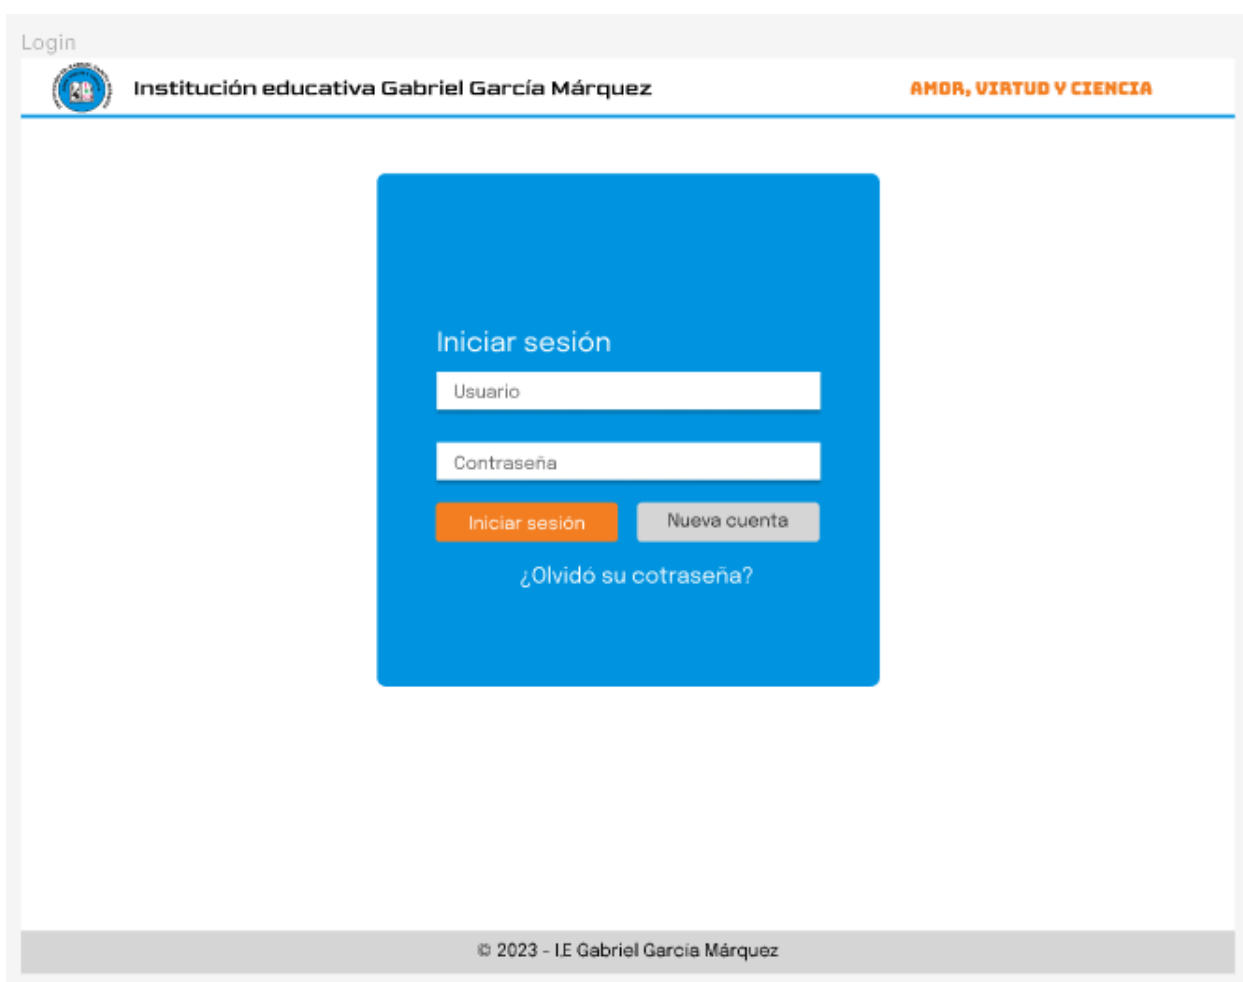 Login
Institución educativa Gabriel García Márquez
AMOR, VIRTUD Y CIENCIA
Iniciar sesión
Usuario
Contraseña
Iniciar sesión
Nueva cuenta
¿Olvidó su cotraseña?
© 2023 - I.E Gabriel García Márquez